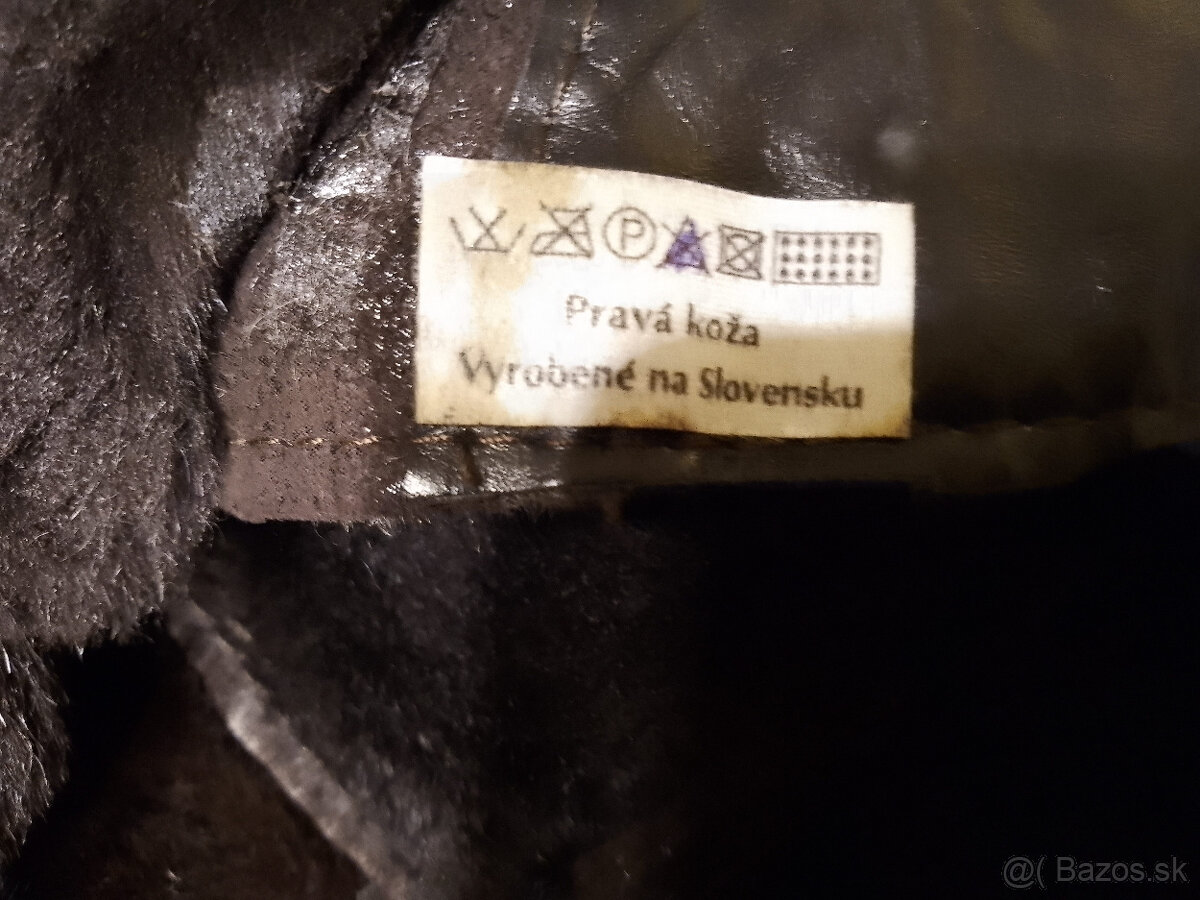 P
Pravá koža
Vyrobené na Slovensku
@( Bazos.sk